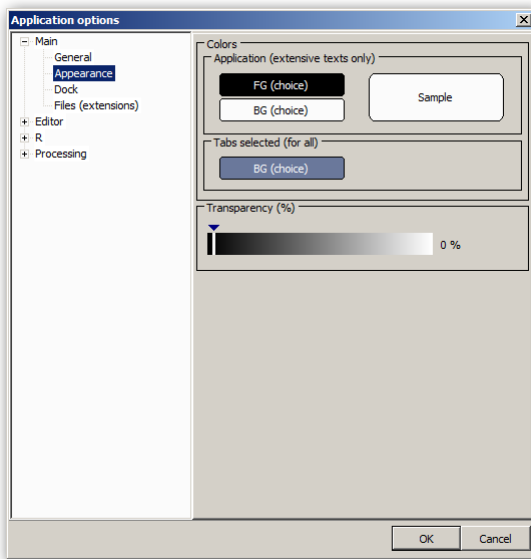 Application options
Main
General
Appearance
Dock
Files (extensions)
Editor
R
Processing
Colors
Application (extensive texts only)
FG (choice)
BG (choice)
Sample
Tabs selected (for all)
BG (choice)
Transparency (%)
0 %
OK
Cancel